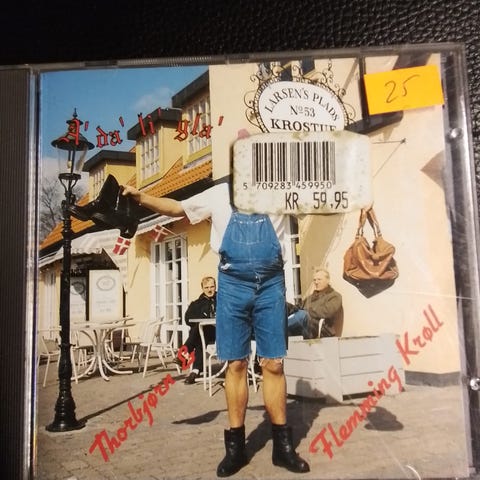 I' da' li' gla'
LARSEN'S PLADS
No 53
KROSTUE
25
5 709283 459950
KR 59.95
Thorbjørn &
Flemming Krøll